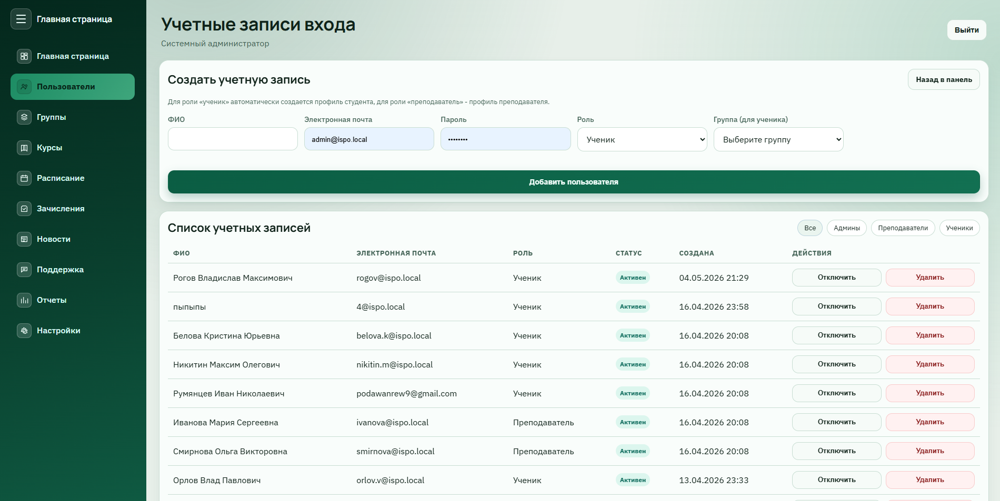 Главная страница
Главная страница
Пользователи
Группы
Курсы
Расписание
Зачисления
Новости
Поддержка
Отчеты
Настройки
Учетные записи входа
Системный администратор
Выйти
Создать учетную запись
Назад в панель
Для роли «ученик» автоматически создается профиль студента, для роли «преподаватель» - профиль преподавателя.
ФИО Электронная почта Пароль Роль Группа (для ученика)
admin@ispo.local •••••••• Ученик Выберите группу
Добавить пользователя
Список учетных записей
Все Админы Преподаватели Ученики
ФИО ЭЛЕКТРОННАЯ ПОЧТА РОЛЬ СТАТУС СОЗДАНА ДЕЙСТВИЯ
Рогов Владислав Максимович rogov@ispo.local Ученик Активен 04.05.2026 21:29 Отключить Удалить
пыпыпы 4@ispo.local Ученик Активен 16.04.2026 23:58 Отключить Удалить
Белова Кристина Юрьевна belova.k@ispo.local Ученик Активен 16.04.2026 20:08 Отключить Удалить
Никитин Максим Олегович nikitin.m@ispo.local Ученик Активен 16.04.2026 20:08 Отключить Удалить
Румянцев Иван Николаевич podawanrew9@gmail.com Ученик Активен 16.04.2026 20:08 Отключить Удалить
Иванова Мария Сергеевна ivanova@ispo.local Преподаватель Активен 16.04.2026 20:08 Отключить Удалить
Смирнова Ольга Викторовна smirnova@ispo.local Преподаватель Активен 16.04.2026 20:08 Отключить Удалить
Орлов Влад Павлович orlov.v@ispo.local Ученик Активен 13.04.2026 23:33 Отключить Удалить